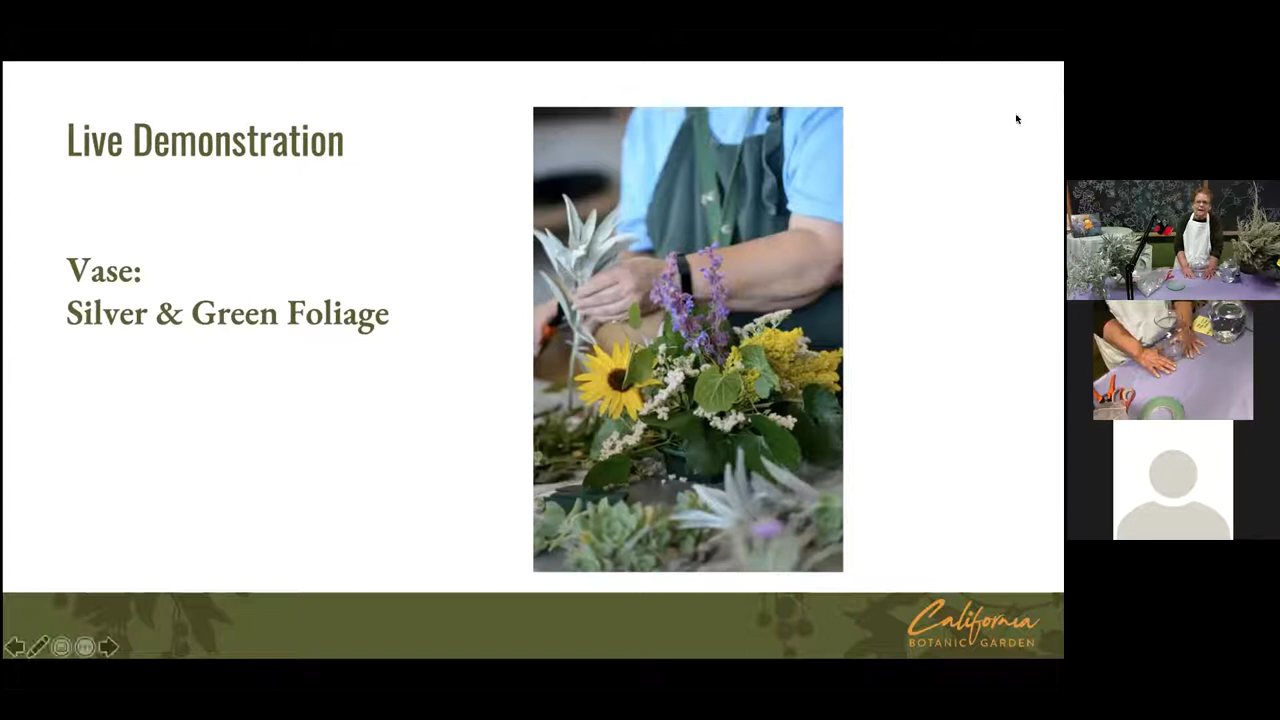 Live Demonstration
Vase:
Silver & Green Foliage
California
BOTANIC GARDEN